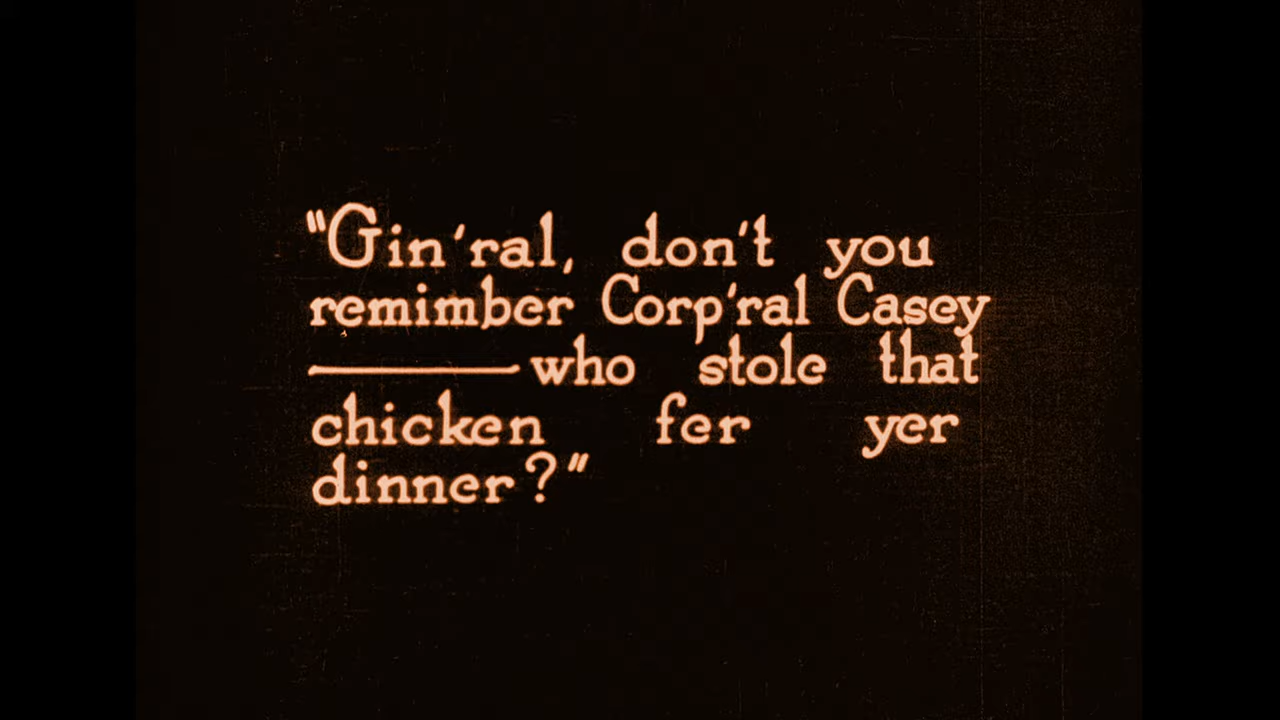 "Gin'ral, don't you
remimber Corp'ral Casey
———who stole that
chicken fer yer
dinner?"